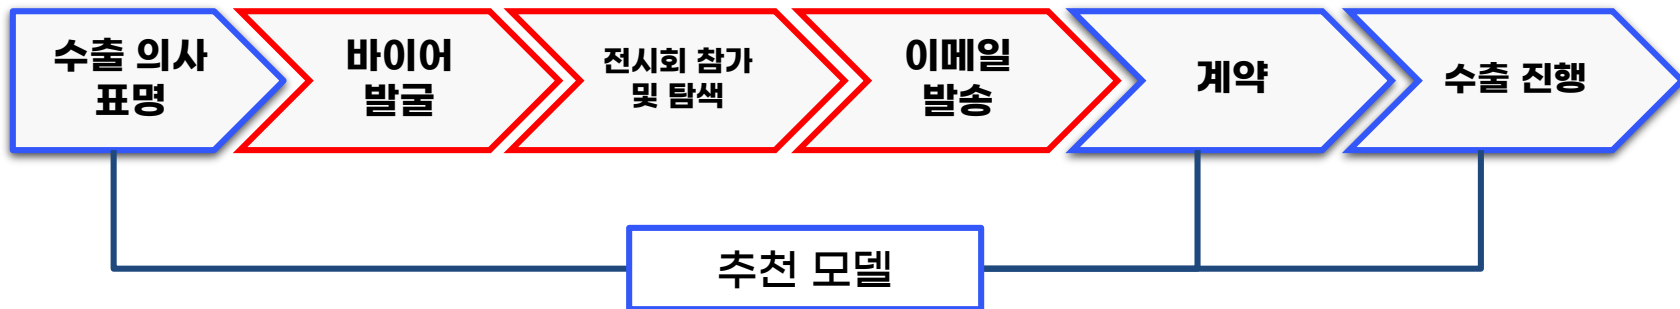 수출 의사
표명
바이어
발굴
전시회 참가
및 탐색
이메일
발송
계약
수출 진행
추천 모델